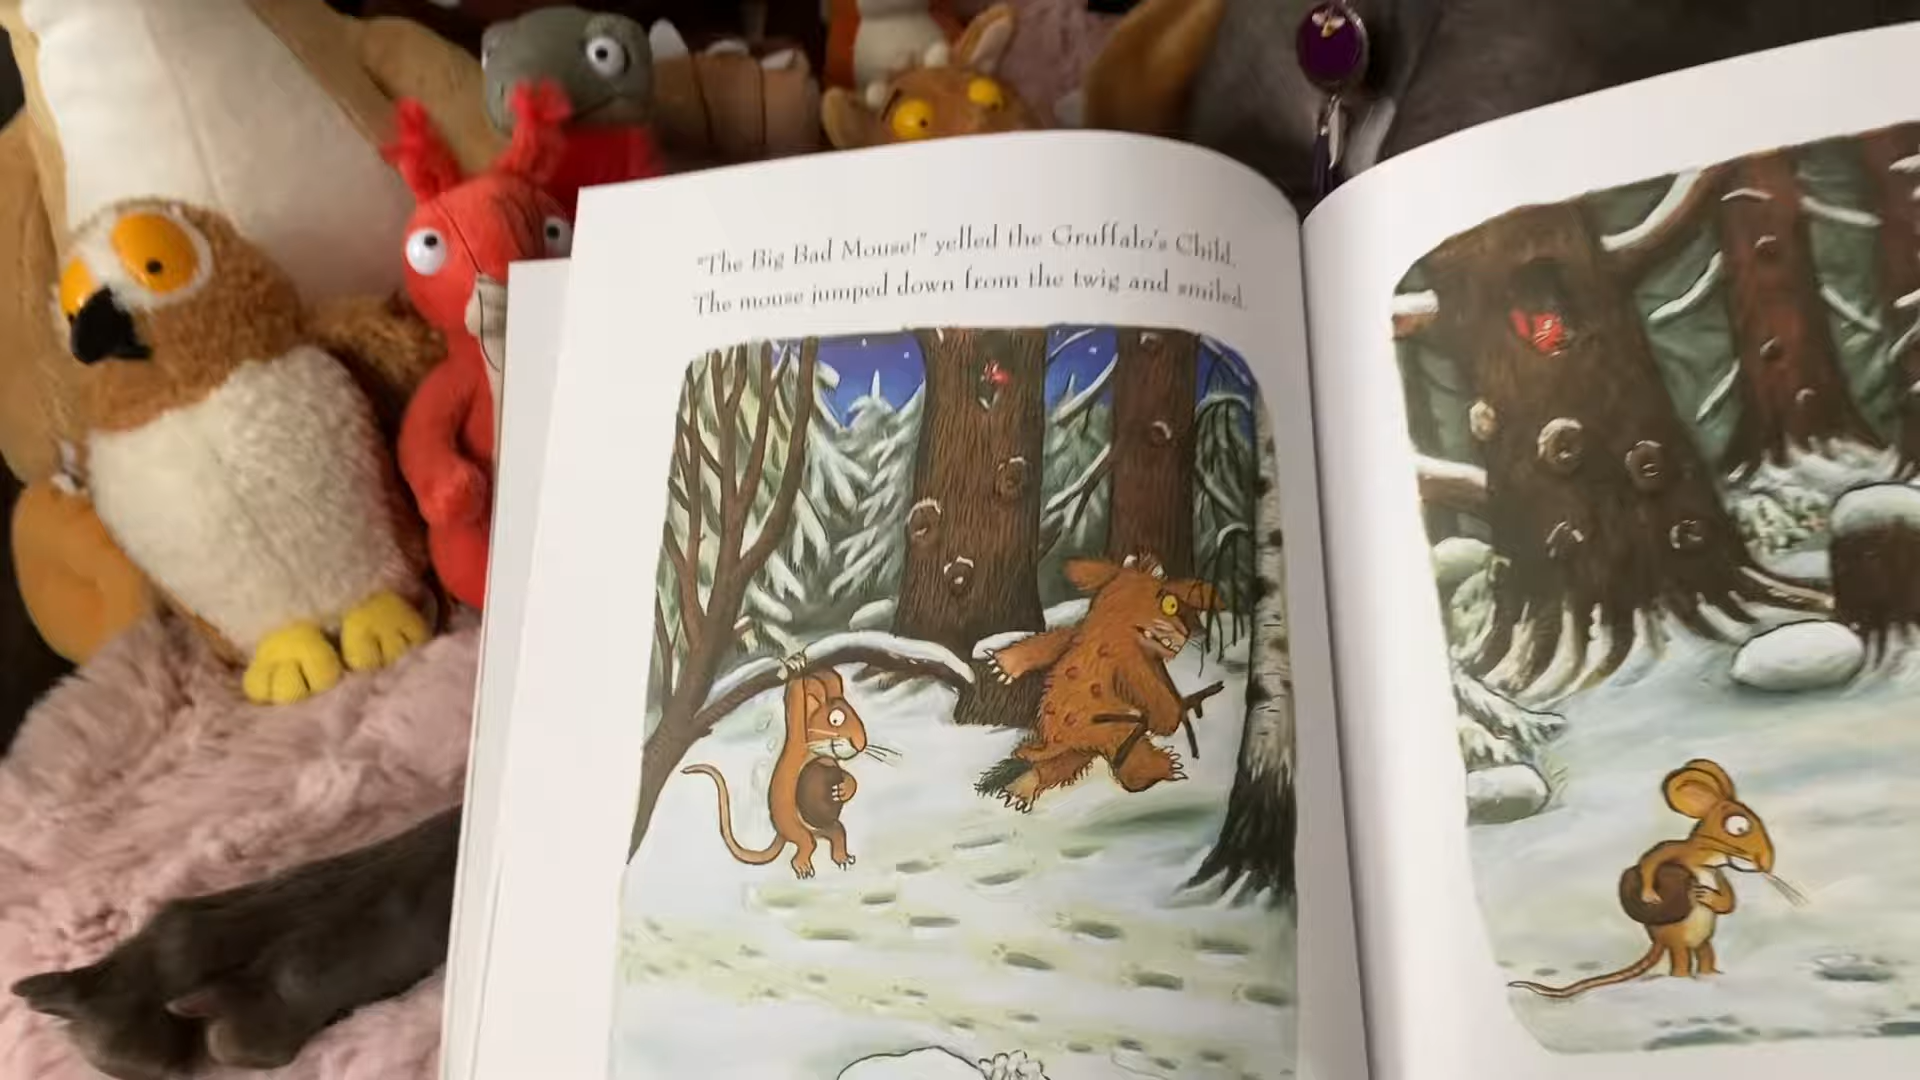 "The Big Bad Mouse!" yelled the Gruffalo's Child.
The mouse jumped down from the twig and smiled.